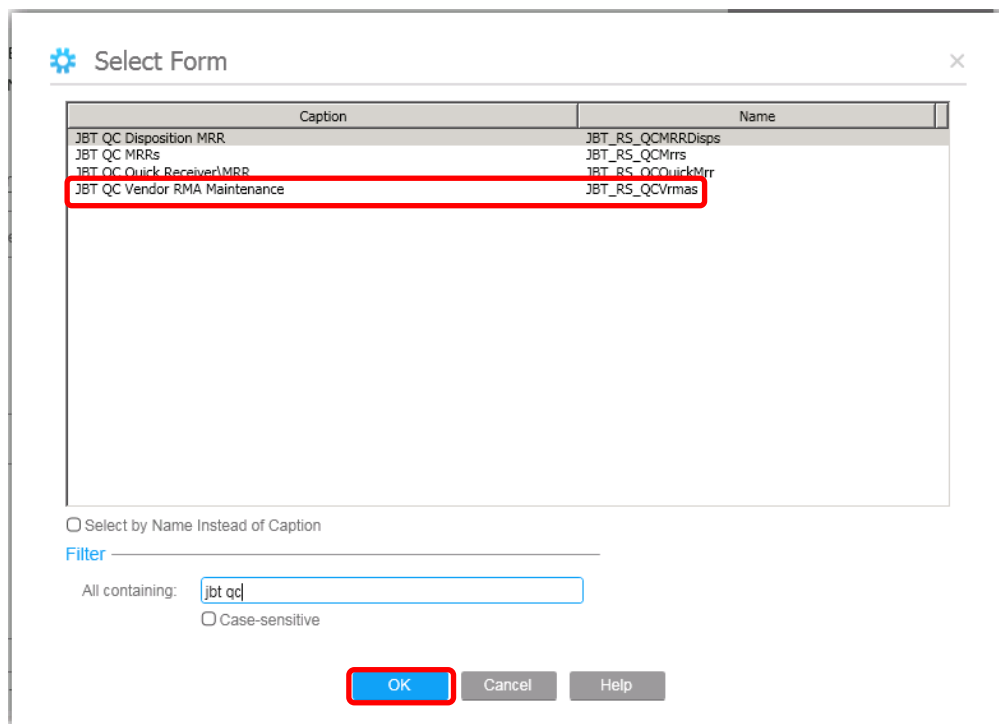 Select Form
Caption Name
JBT QC Disposition MRR JBT_RS_QCMRRDisps
JBT QC MRRs JBT_RS_QCMrrs
JBT QC Quick Receiver\MRR JBT_RS_QCQuickMrr
JBT QC Vendor RMA Maintenance JBT_RS_QCVrmas
Select by Name Instead of Caption
Filter
All containing: jbt qc
Case-sensitive
OK Cancel Help